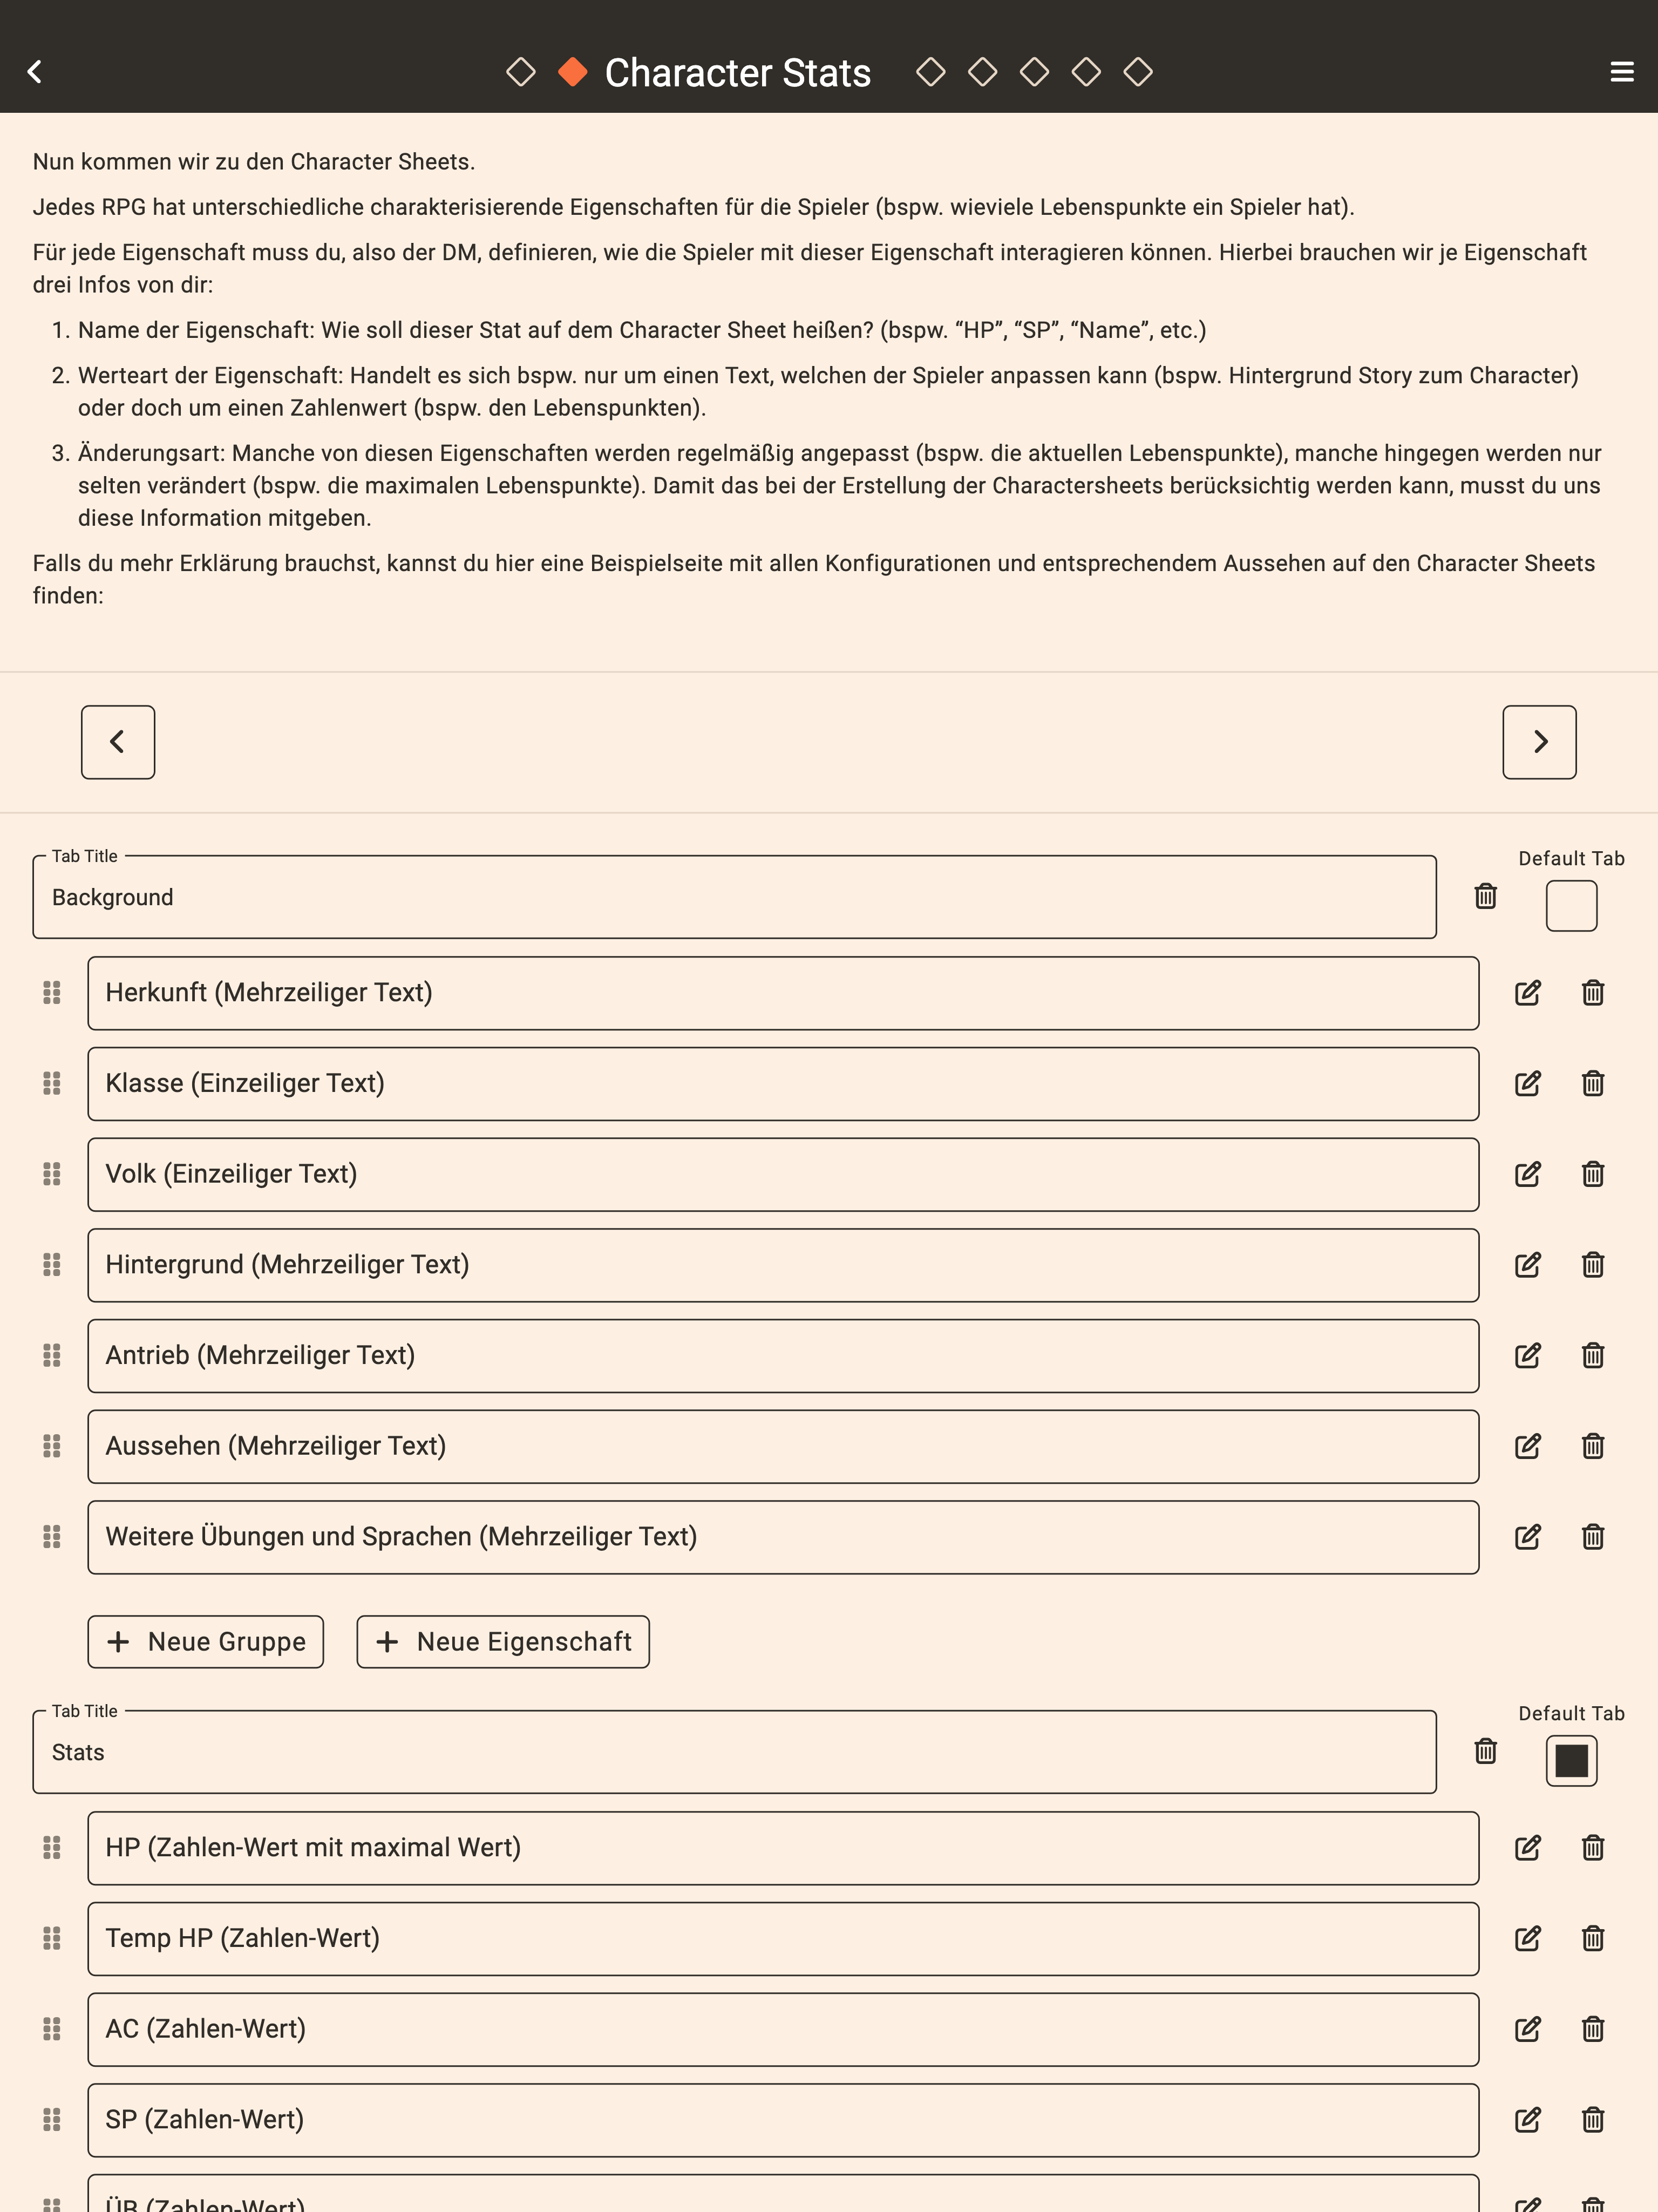 Character Stats
Nun kommen wir zu den Character Sheets.
Jedes RPG hat unterschiedliche charakterisierende Eigenschaften für die Spieler (bspw. wieviele Lebenspunkte ein Spieler hat).
Für jede Eigenschaft muss du, also der DM, definieren, wie die Spieler mit dieser Eigenschaft interagieren können. Hierbei brauchen wir je Eigenschaft
drei Infos von dir:
1. Name der Eigenschaft: Wie soll dieser Stat auf dem Character Sheet heißen? (bspw. “HP”, “SP”, “Name”, etc.)
2. Werteart der Eigenschaft: Handelt es sich bspw. nur um einen Text, welchen der Spieler anpassen kann (bspw. Hintergrund Story zum Character)
oder doch um einen Zahlenwert (bspw. den Lebenspunkten).
3. Änderungsart: Manche von diesen Eigenschaften werden regelmäßig angepasst (bspw. die aktuellen Lebenspunkte), manche hingegen werden nur
selten verändert (bspw. die maximalen Lebenspunkte). Damit das bei der Erstellung der Charactersheets berücksichtig werden kann, musst du uns
diese Information mitgeben.
Falls du mehr Erklärung brauchst, kannst du hier eine Beispielseite mit allen Konfigurationen und entsprechendem Aussehen auf den Character Sheets
finden:
Tab Title
Default Tab
Background
Herkunft (Mehrzeiliger Text)
Klasse (Einzeiliger Text)
Volk (Einzeiliger Text)
Hintergrund (Mehrzeiliger Text)
Antrieb (Mehrzeiliger Text)
Aussehen (Mehrzeiliger Text)
Weitere Übungen und Sprachen (Mehrzeiliger Text)
Neue Gruppe
Neue Eigenschaft
Tab Title
Default Tab
Stats
HP (Zahlen-Wert mit maximal Wert)
Temp HP (Zahlen-Wert)
AC (Zahlen-Wert)
SP (Zahlen-Wert)
ÜB (Zahlen-Wert)